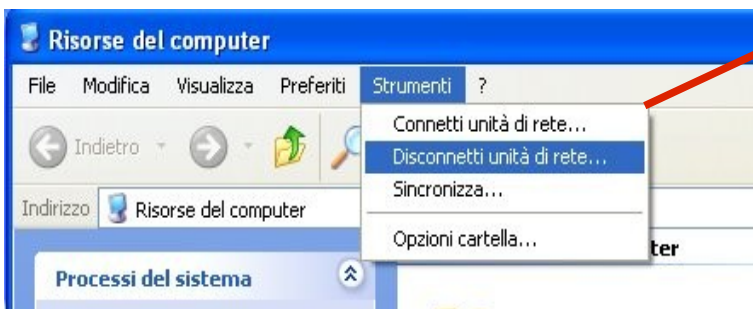 Risorse del computer
File Modifica Visualizza Preferiti Strumenti ?
Connetti unità di rete...
Indietro
Disconnetti unità di rete...
Sincronizza...
Indirizzo Risorse del computer
Opzioni cartella...
ter
Processi del sistema